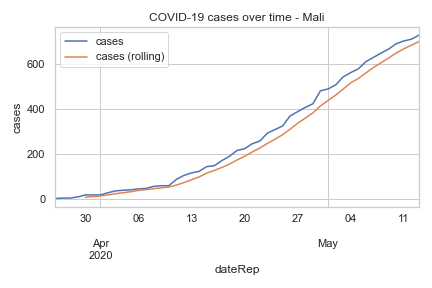 COVID-19 cases over time - Mali
cases
cases (rolling)
cases
600
400
200
0
30 06 13 20 27 04 11
Apr May
2020
dateRep